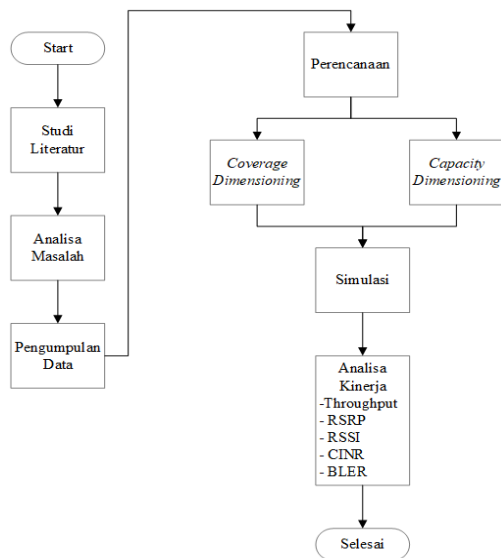 Start
Studi
Literatur
Analisa
Masalah
Pengumpulan
Data
Perencanaan
Coverage
Dimensioning
Capacity
Dimensioning
Simulasi
Analisa
Kinerja
-Throughput
- RSRP
- RSSI
- CINR
- BLER
Selesai